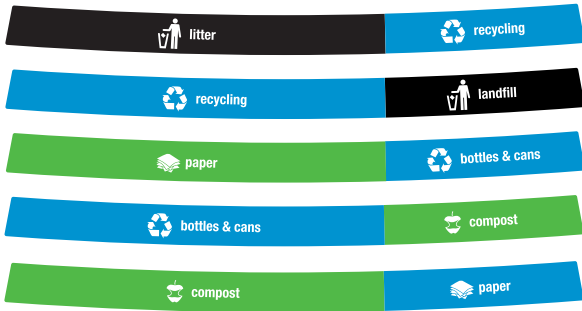 litter recycling
recycling landfill
paper bottles & cans
bottles & cans compost
compost paper